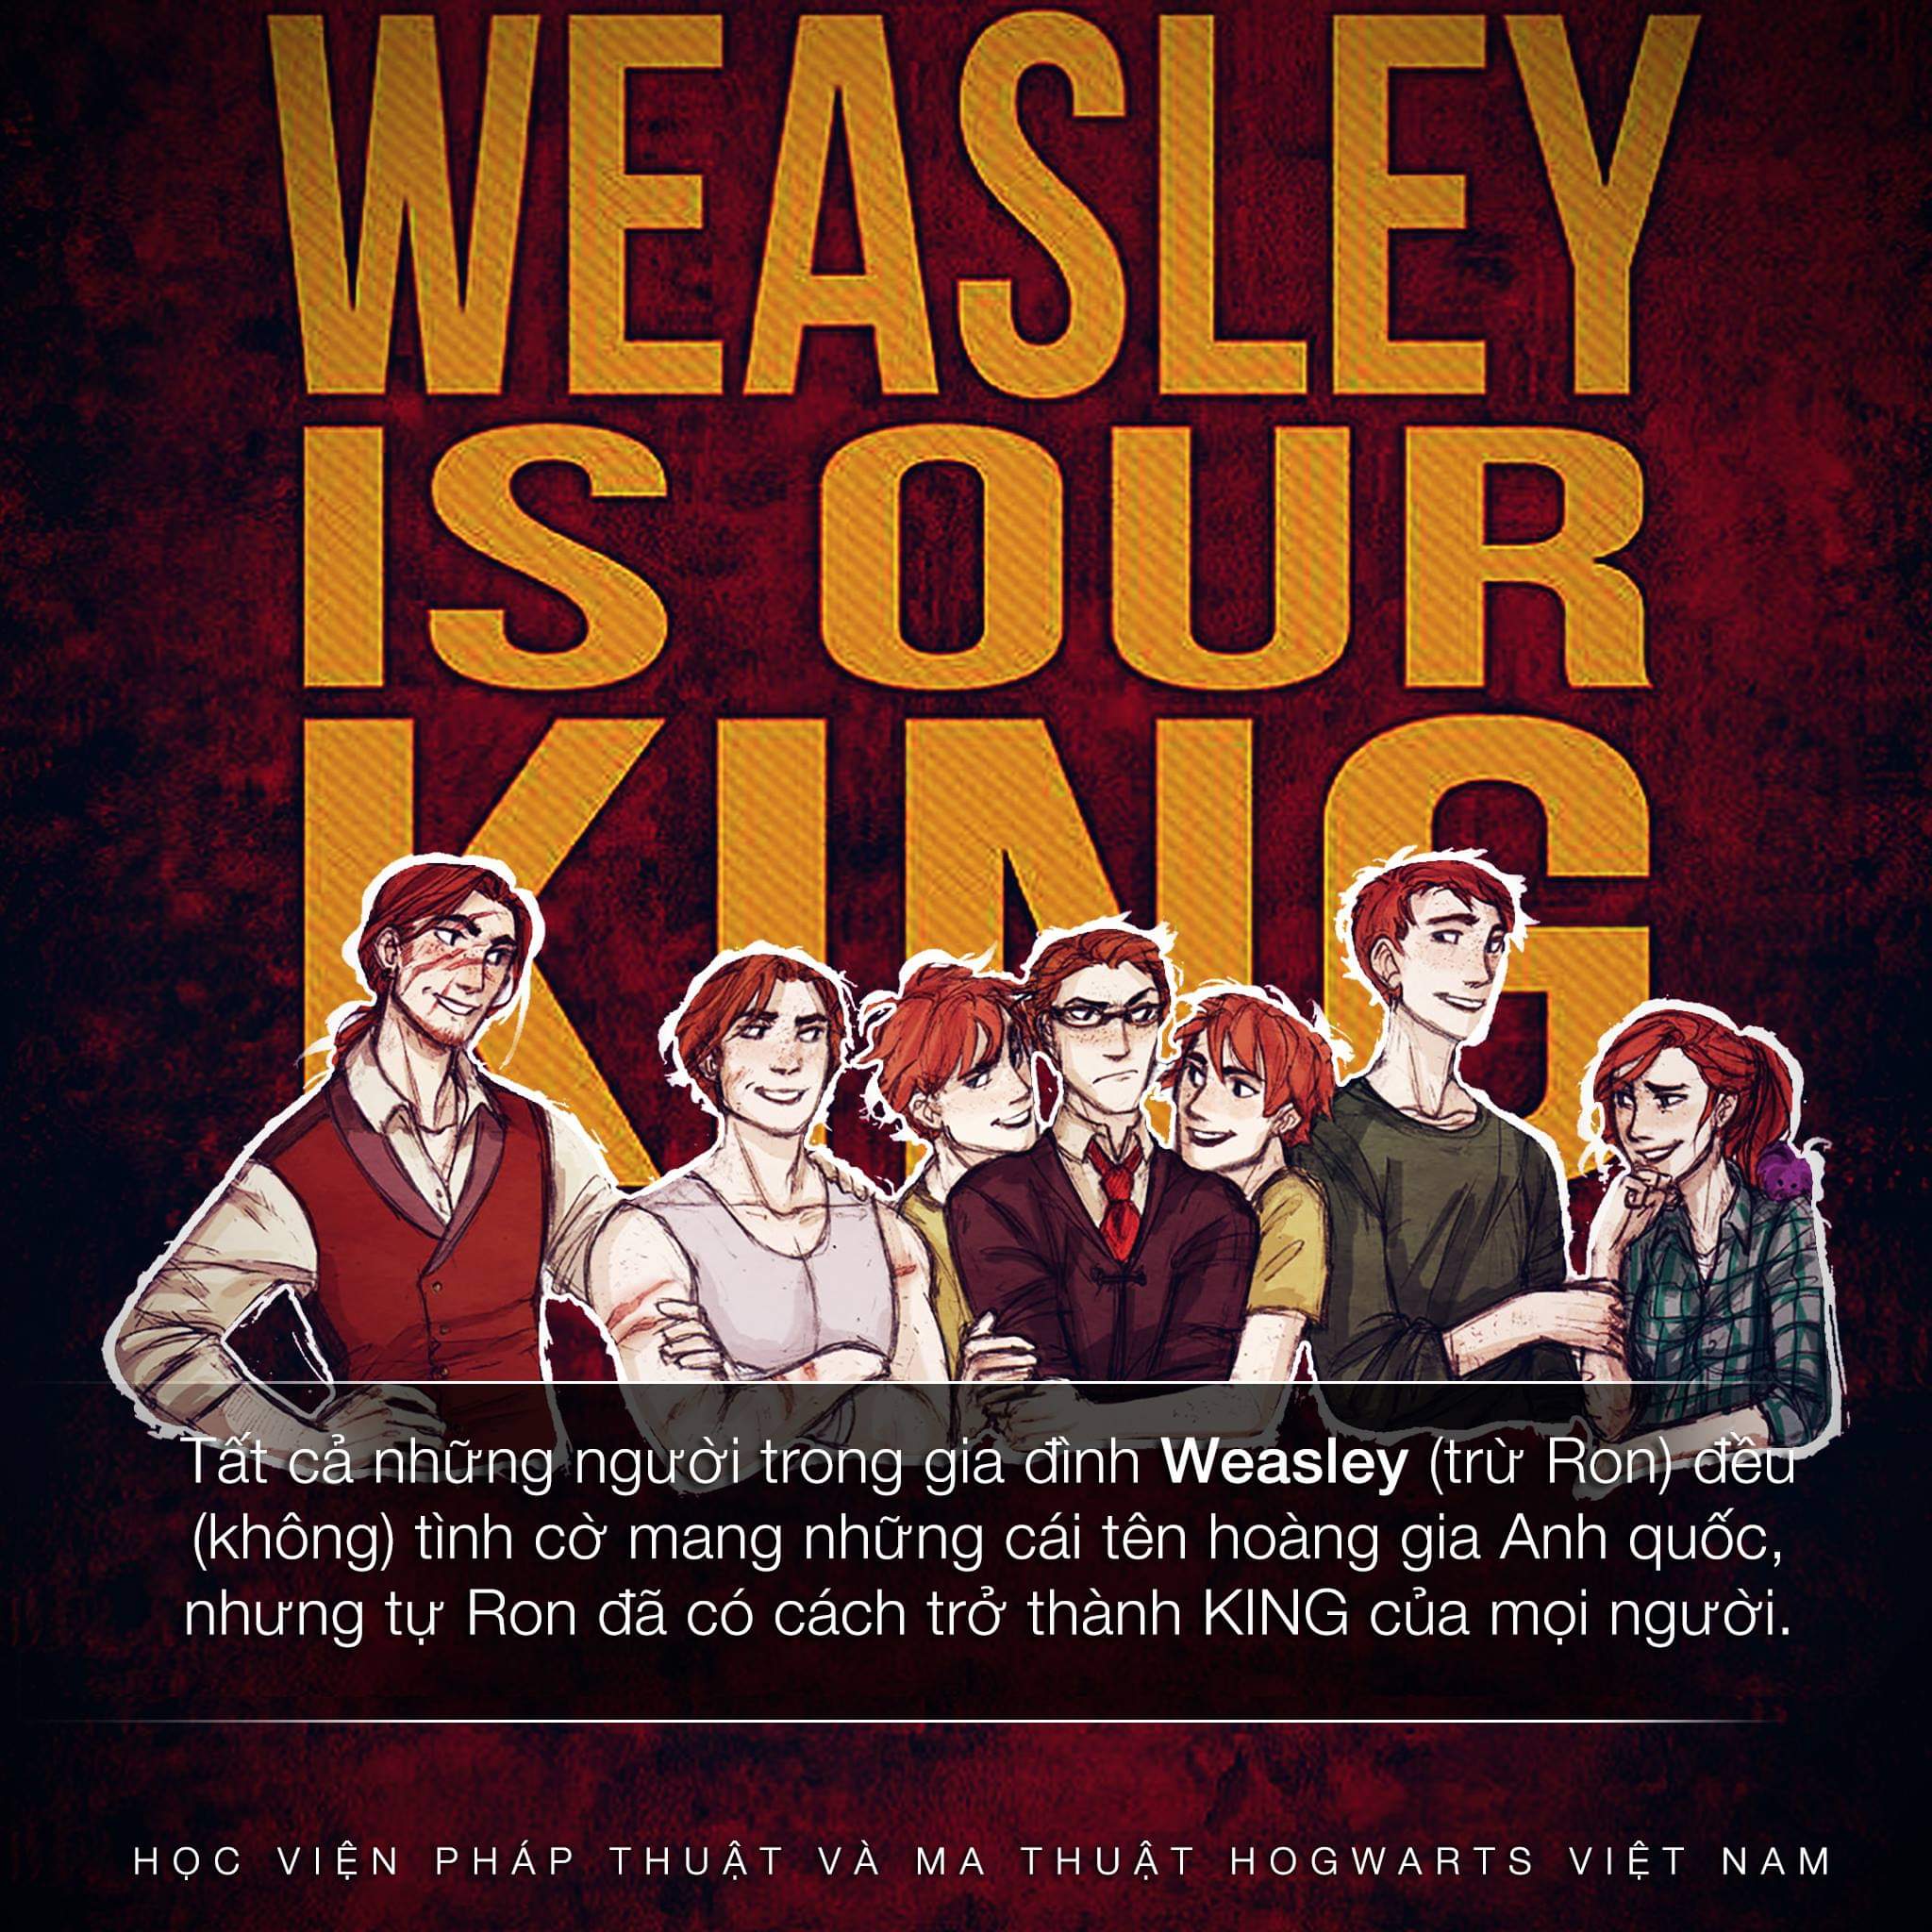 WEASLEY
IS OUR
KING
Tất cả những người trong gia đình Weasley (trừ Ron) đều
(không) tình cờ mang những cái tên hoàng gia Anh quốc,
nhưng tự Ron đã có cách trở thành KING của mọi người.
HỌC VIỆN PHÁP THUẬT VÀ MA THUẬT HOGWARTS VIỆT NAM